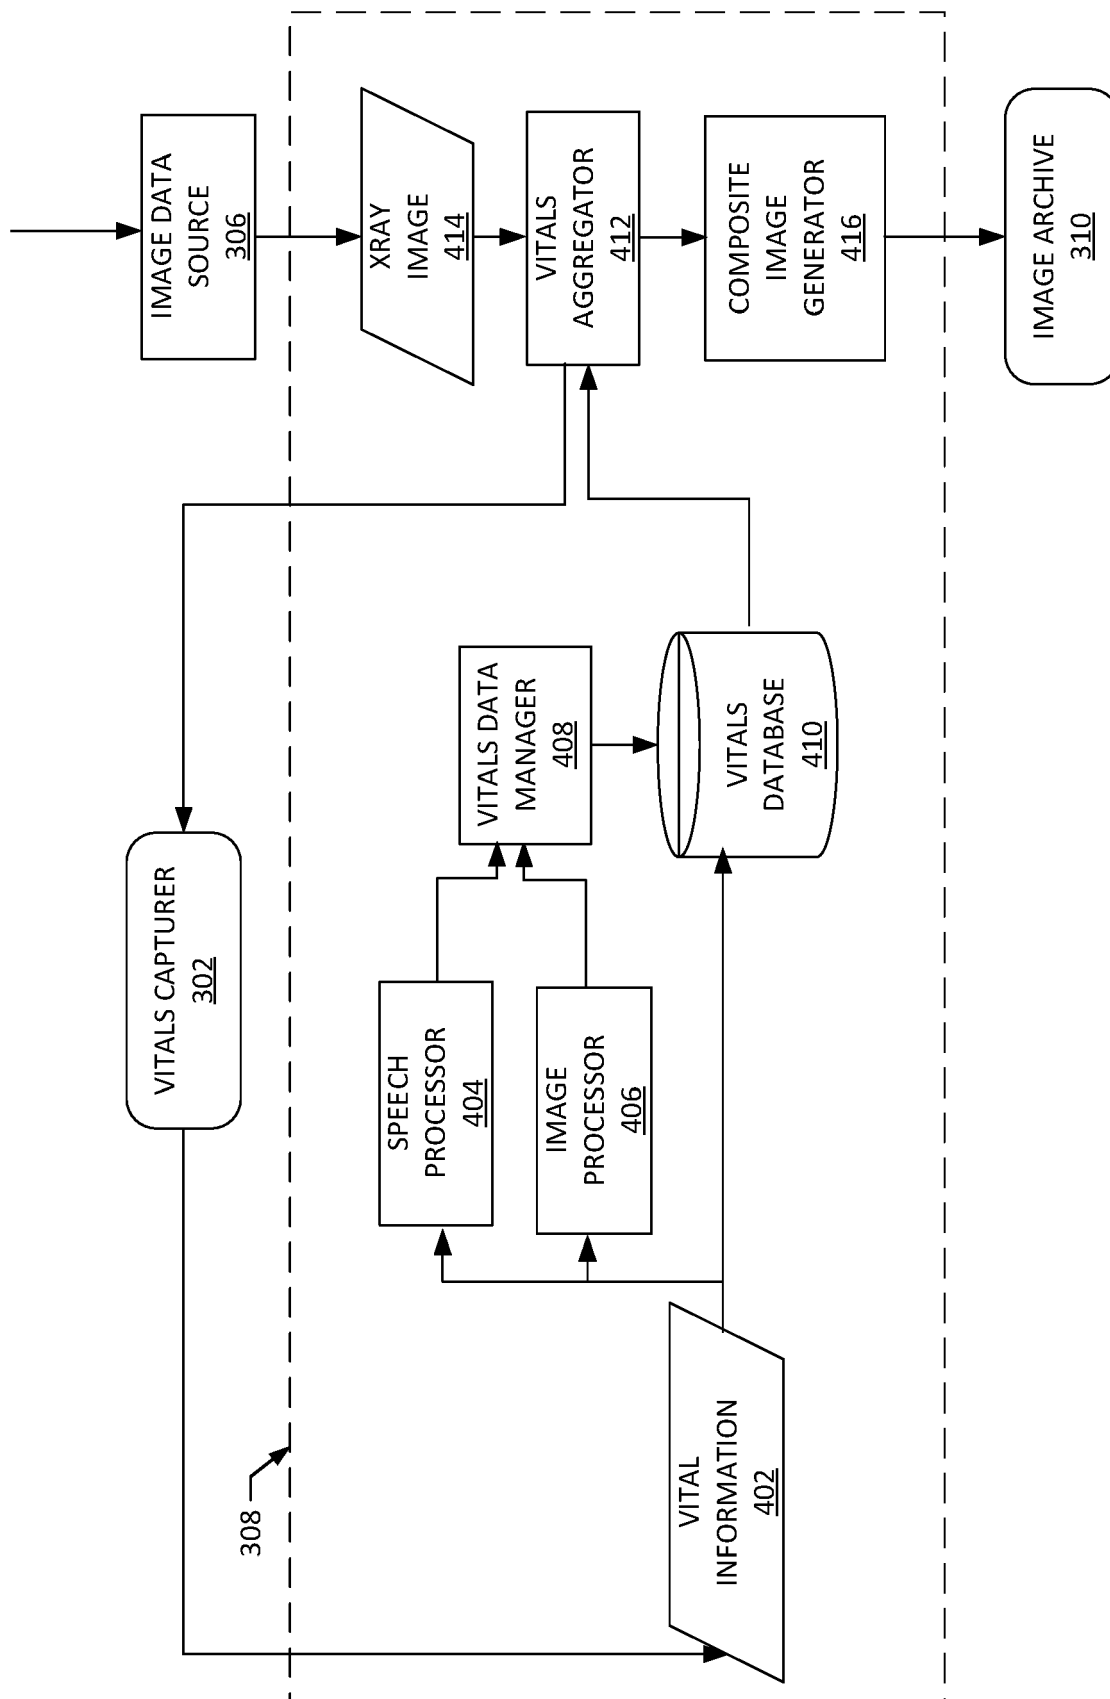 308
VITALS CAPTURER
302
IMAGE DATA
SOURCE
306
VITAL
INFORMATION
402
SPEECH
PROCESSOR
404
IMAGE
PROCESSOR
406
VITALS DATA
MANAGER
408
VITALS
DATABASE
410
XRAY
IMAGE
414
VITALS
AGGREGATOR
412
COMPOSITE
IMAGE
GENERATOR
416
IMAGE ARCHIVE
310